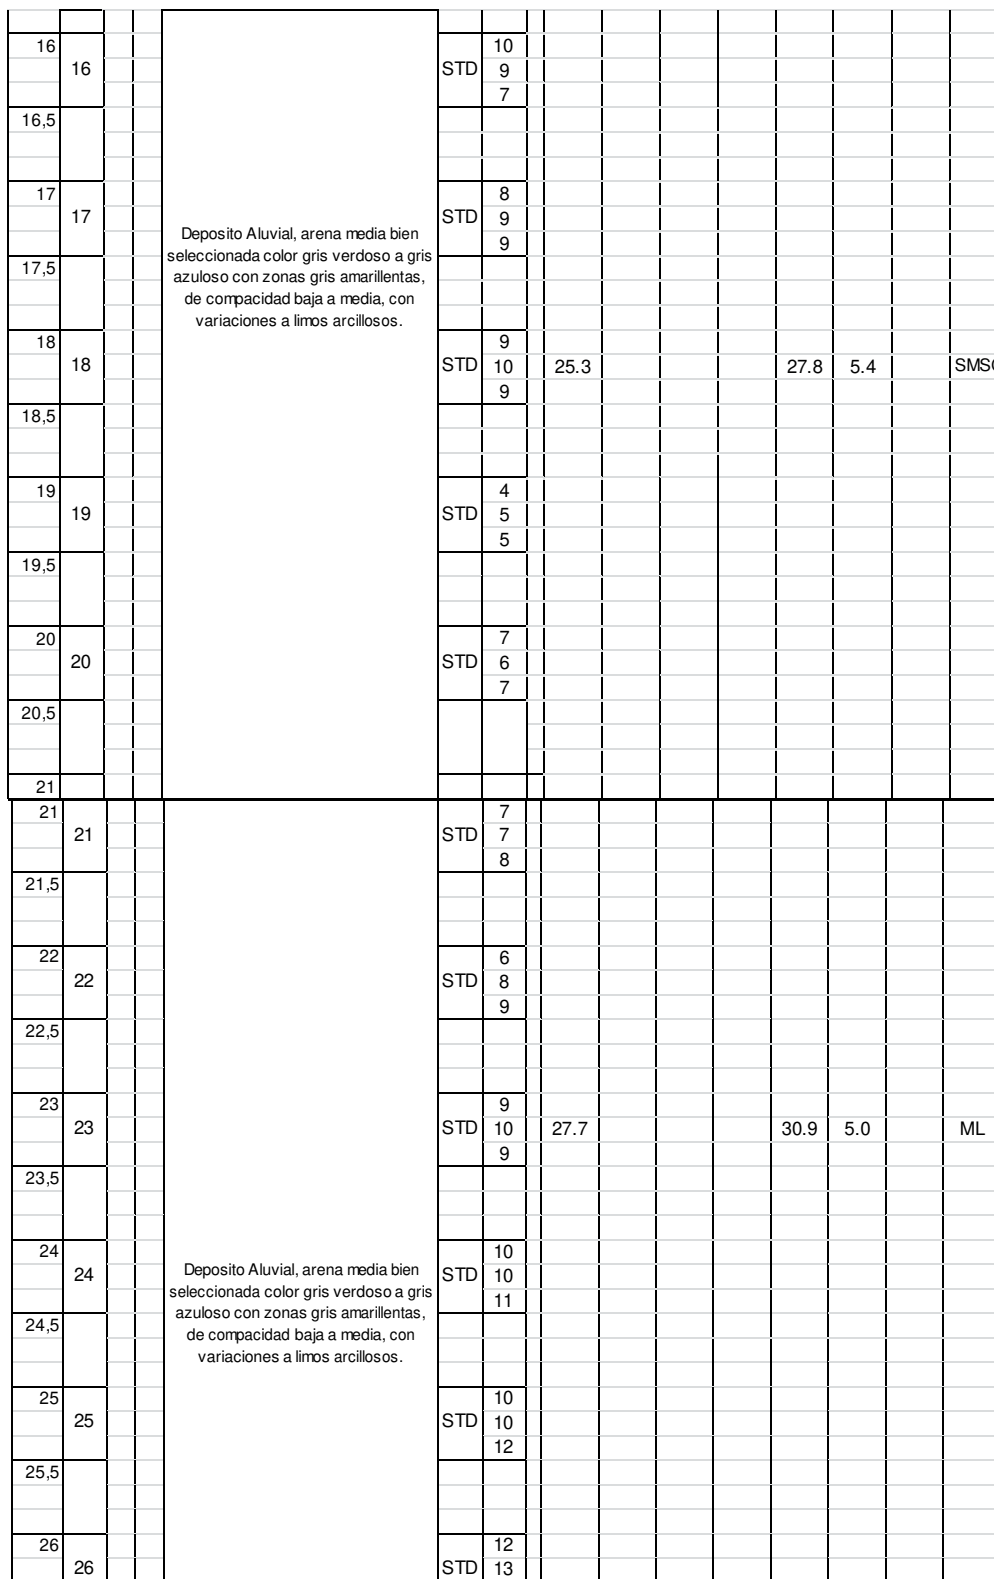 16 10
16 STD 9
7
16,5
17 8
17 STD 9
9
17,5
Deposito Aluvial, arena media bien
seleccionada color gris verdoso a gris
azuloso con zonas gris amarillentas,
de compacidad baja a media, con
variaciones a limos arcillosos.
18 9
18 STD 10 25.3 27.8 5.4 SMSC
9
18,5
19 4
19 STD 5
5
19,5
20 7
20 STD 6
7
20,5
21
21 7
21 STD 7
8
21,5
22 6
22 STD 8
9
22,5
23 9
23 STD 10 27.7 30.9 5.0 ML
9
23,5
24 10
24 STD 10
11
24,5
Deposito Aluvial, arena media bien
seleccionada color gris verdoso a gris
azuloso con zonas gris amarillentas,
de compacidad baja a media, con
variaciones a limos arcillosos.
25 10
25 STD 10
12
25,5
26 12
26 STD 13